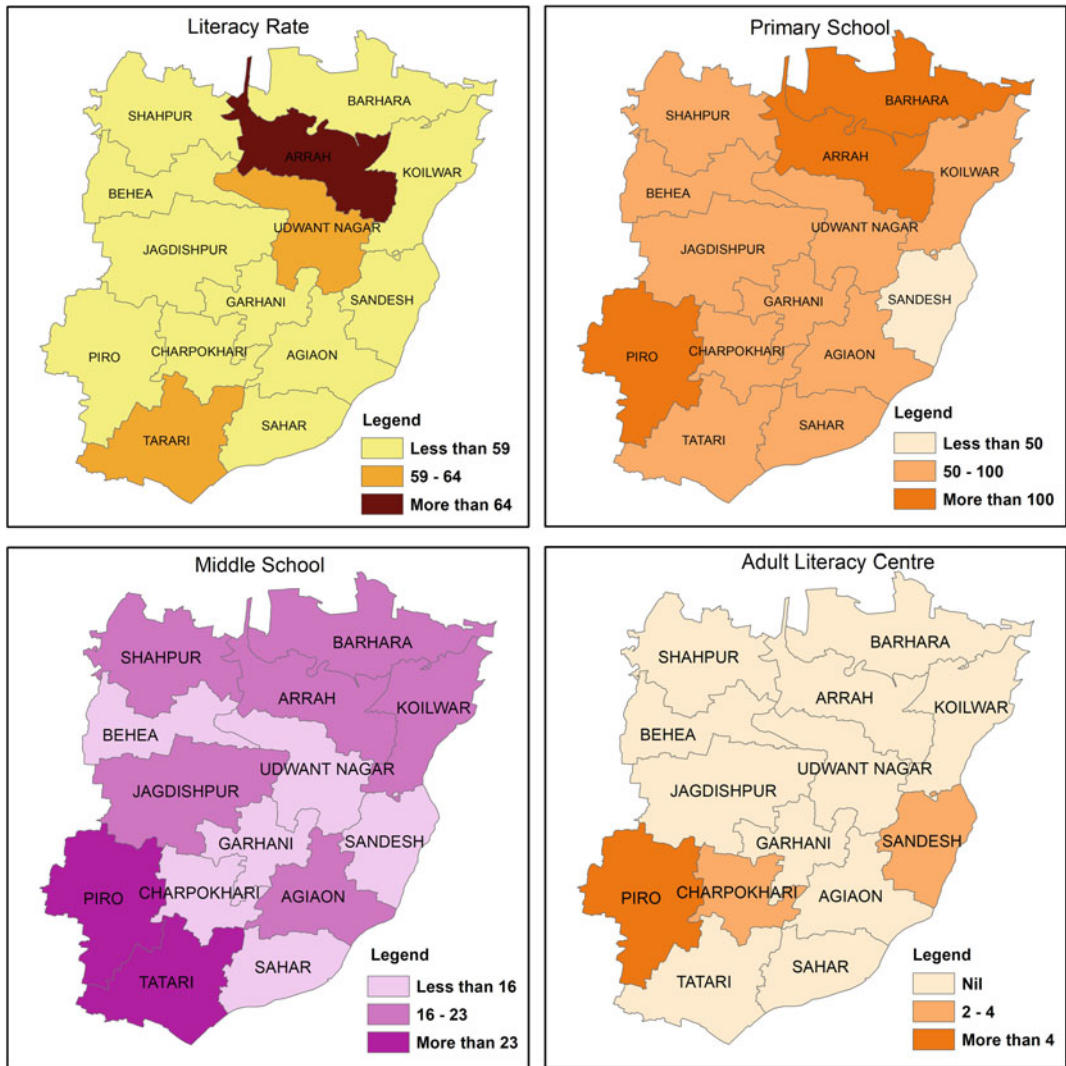 Literacy Rate
SHAHPUR
BARHARA
ARRAH
KOILWAR
BEHEA
UDWANT NAGAR
JAGDISHPUR
GARHANI
SANDESH
PIRO
CHARPOKHARI
AGIAON
TARARI
SAHAR
Legend
Less than 59
59 - 64
More than 64
Primary School
SHAHPUR
BARHARA
ARRAH
KOILWAR
BEHEA
UDWANT NAGAR
JAGDISHPUR
GARHANI
SANDESH
PIRO
CHARPOKHARI
AGIAON
TATARI
SAHAR
Legend
Less than 50
50 - 100
More than 100
Middle School
SHAHPUR
BARHARA
ARRAH
KOILWAR
BEHEA
UDWANT NAGAR
JAGDISHPUR
GARHANI
SANDESH
PIRO
CHARPOKHARI
AGIAON
TATARI
SAHAR
Legend
Less than 16
16 - 23
More than 23
Adult Literacy Centre
SHAHPUR
BARHARA
ARRAH
KOILWAR
BEHEA
UDWANT NAGAR
JAGDISHPUR
GARHANI
SANDESH
PIRO
CHARPOKHARI
AGIAON
TATARI
SAHAR
Legend
Nil
2 - 4
More than 4